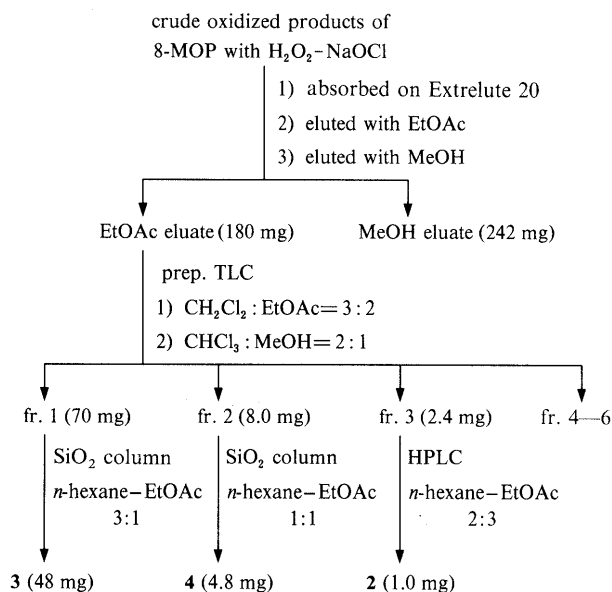 crude oxidized products of
8-MOP with H₂O₂–NaOCl
1) absorbed on Extrelute 20
2) eluted with EtOAc
3) eluted with MeOH
EtOAc eluate (180 mg)
MeOH eluate (242 mg)
prep. TLC
1) CH₂Cl₂ : EtOAc = 3 : 2
2) CHCl₃ : MeOH = 2 : 1
fr. 1 (70 mg)
fr. 2 (8.0 mg)
fr. 3 (2.4 mg)
fr. 4—6
SiO₂ column
n-hexane–EtOAc
3:1
SiO₂ column
n-hexane–EtOAc
1:1
HPLC
n-hexane–EtOAc
2:3
3 (48 mg)
4 (4.8 mg)
2 (1.0 mg)